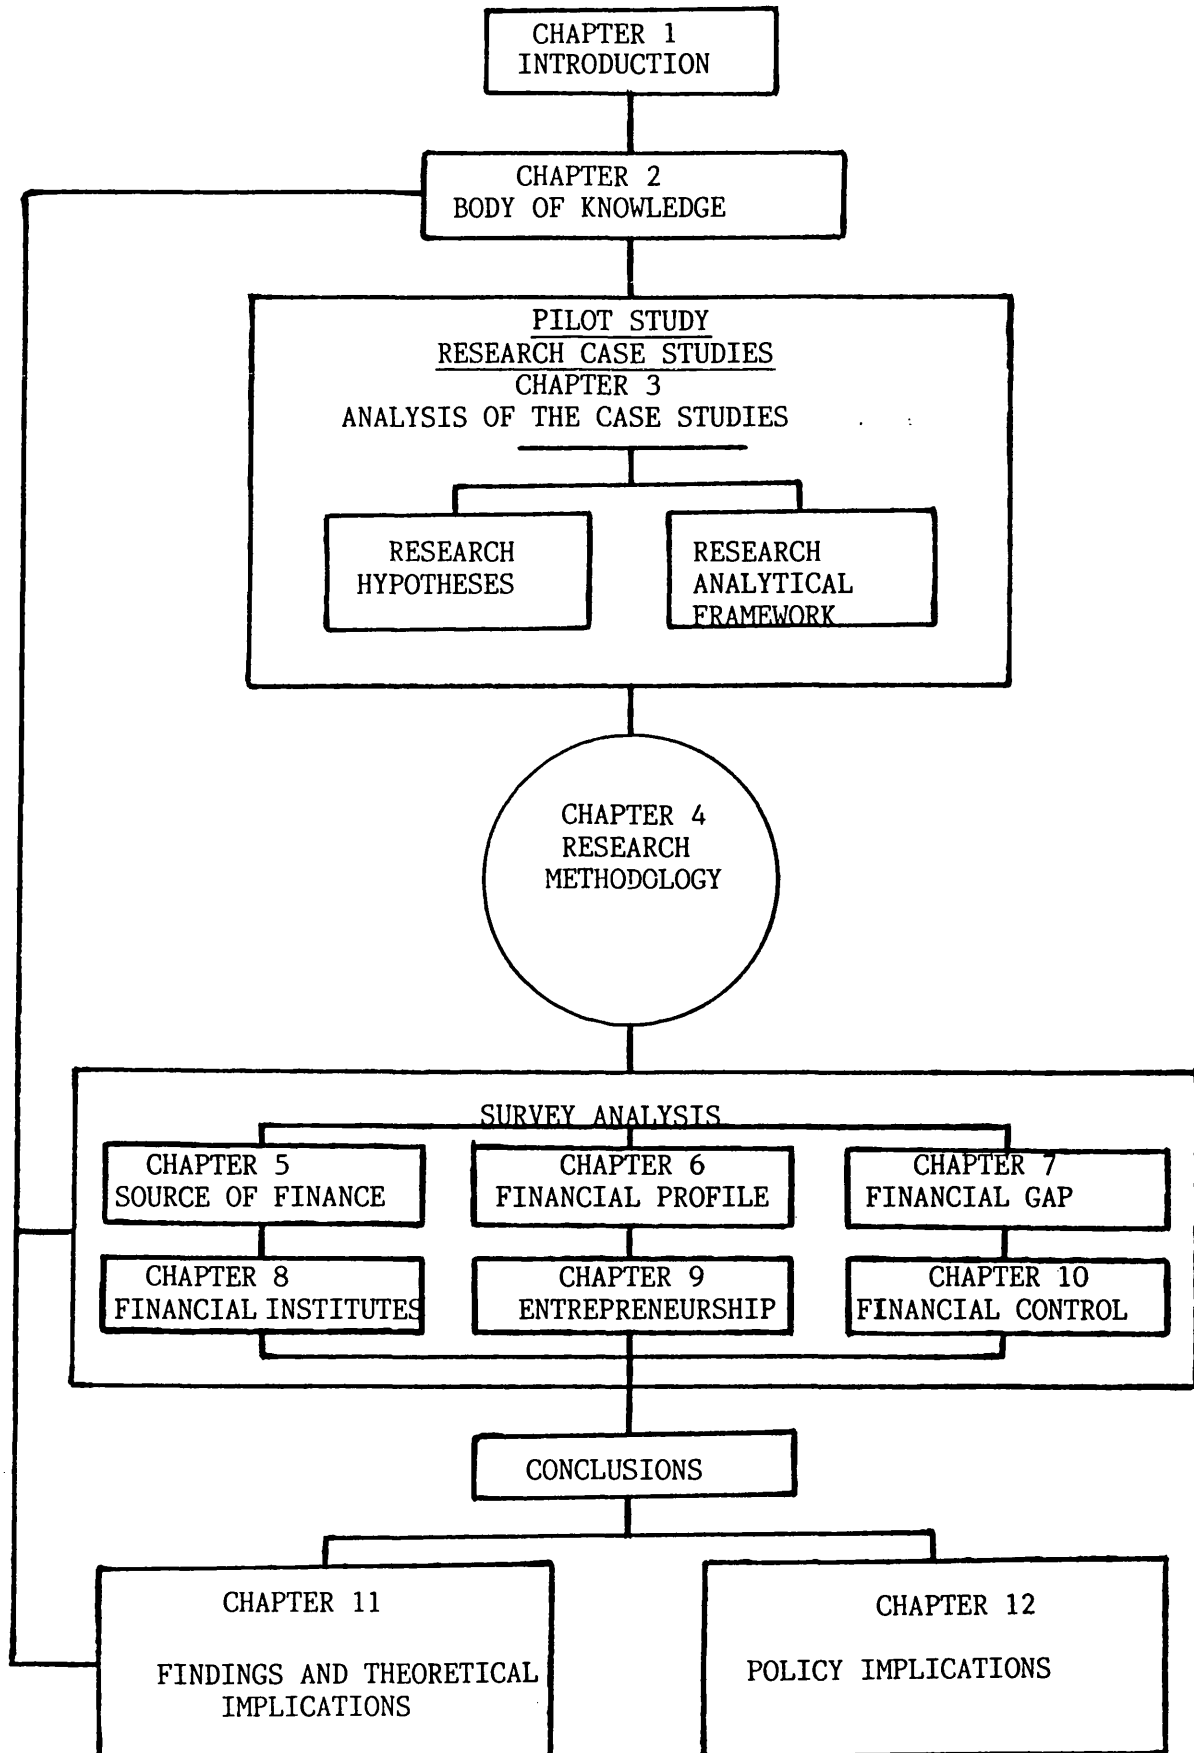 CHAPTER 1
INTRODUCTION
CHAPTER 2
BODY OF KNOWLEDGE
PILOT STUDY
RESEARCH CASE STUDIES
CHAPTER 3
ANALYSIS OF THE CASE STUDIES
RESEARCH
HYPOTHESES
RESEARCH
ANALYTICAL
FRAMEWORK
CHAPTER 4
RESEARCH
METHODOLOGY
SURVEY ANALYSIS
CHAPTER 5
SOURCE OF FINANCE
CHAPTER 6
FINANCIAL PROFILE
CHAPTER 7
FINANCIAL GAP
CHAPTER 8
FINANCIAL INSTITUTES
CHAPTER 9
ENTREPRENEURSHIP
CHAPTER 10
FINANCIAL CONTROL
CONCLUSIONS
CHAPTER 11
FINDINGS AND THEORETICAL
IMPLICATIONS
CHAPTER 12
POLICY IMPLICATIONS